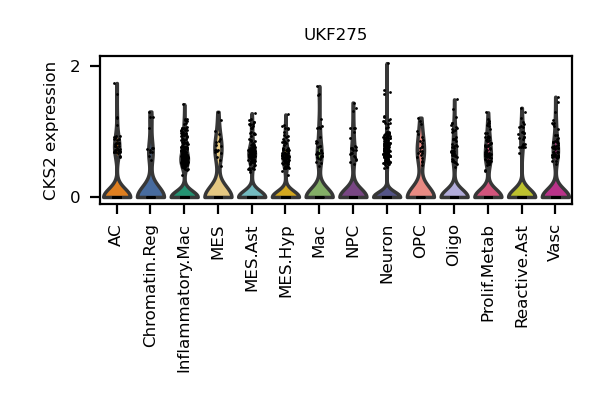 UKF275
CKS2 expression
2
0
AC
Chromatin.Reg
Inflammatory.Mac
MES
MES.Ast
MES.Hyp
Mac
NPC
Neuron
OPC
Oligo
Prolif.Metab
Reactive.Ast
Vasc